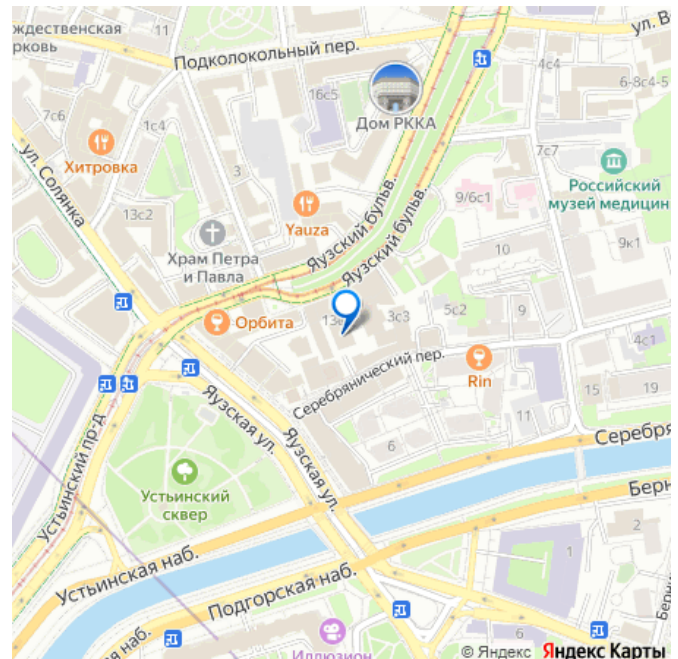 ждественская
рковь
11
Подколокольный пер.
ул. В
4с4
6-8с4-5
16с5
Дом РККА
7с6
1с4
Хитровка
ул. Солянка
3
7с7
Российский
музей медицин
13с2
Yauza
Яузский бульв.
Яузский бульв.
9/6с1
Храм Петра
и Павла
10
9к1
Орбита
3с3
5с2
9
4с1
Серебрянический пер.
Rin
15
19
Устьинский пр-д
Яузская ул.
Яузская ул.
6
11
Серебря
Устьинский
сквер
Берн
2
1
Устьинская наб.
Подгорская наб.
наб.
Иллюзион
Берни
© Яндекс Яндекс Карты